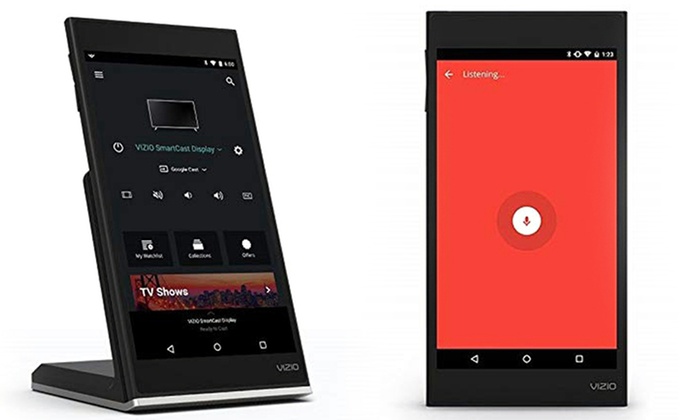 6:00
VIZIO SmartCast Display
Google Cast
My Watchlist
Collections
Offers
TV Shows
VIZIO SmartCast Display
Ready to Cast
VIZIO
1:23
Listening...
VIZIO